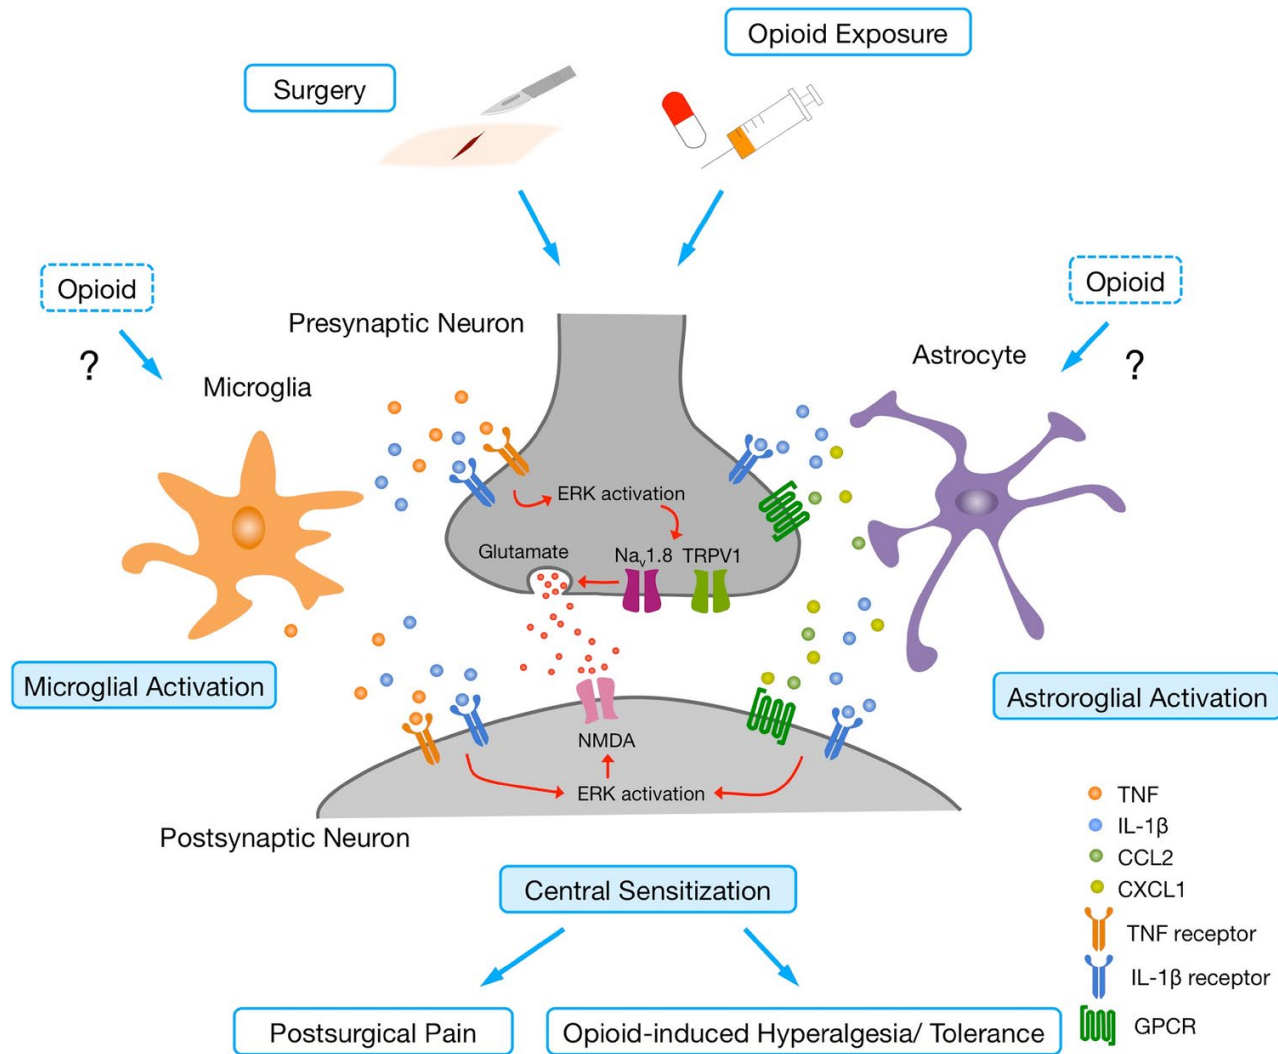 Opioid Exposure
Surgery
Opioid
Opioid
?
?
Presynaptic Neuron
Astrocyte
Microglia
ERK activation
Glutamate
Naᵥ1.8 TRPV1
Microglial Activation
Astroroglial Activation
NMDA
ERK activation
Postsynaptic Neuron
TNF
IL-1β
CCL2
CXCL1
TNF receptor
IL-1β receptor
GPCR
Central Sensitization
Postsurgical Pain
Opioid-induced Hyperalgesia/ Tolerance